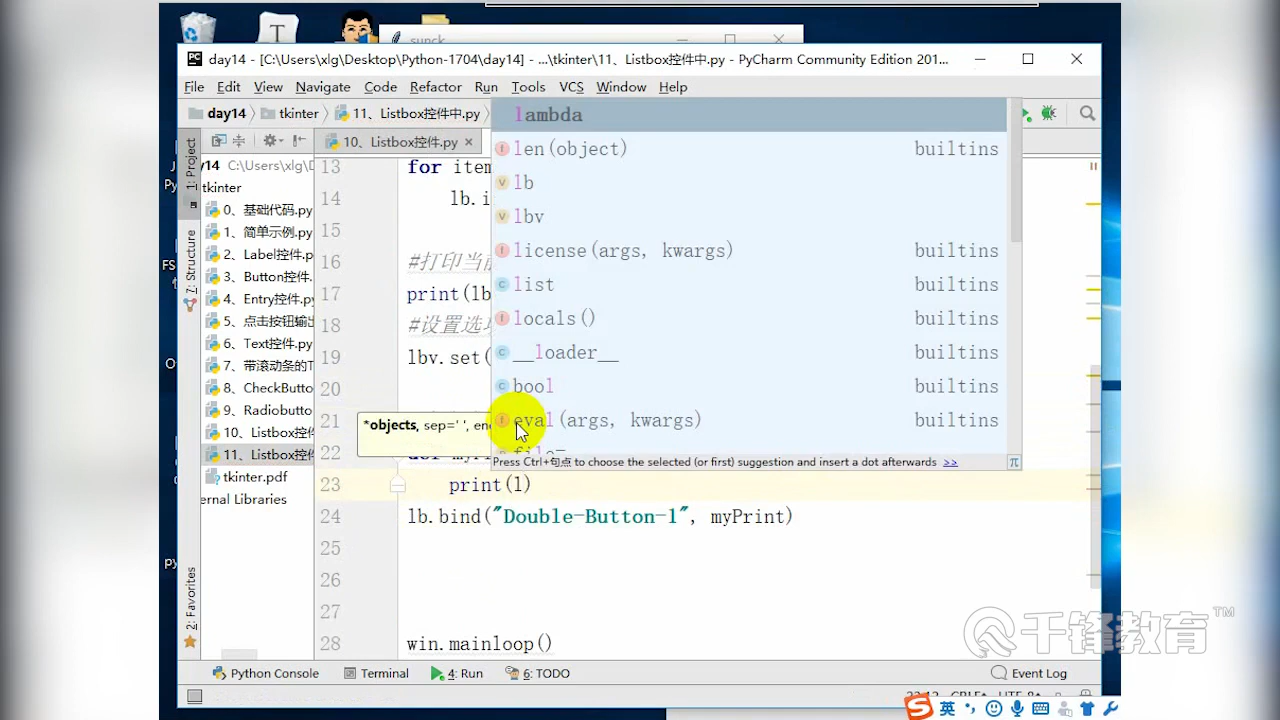 T
sunck
PC day14 - [C:\Users\xlg\Desktop\Python-1704\day14] - ...\tkinter\11、Listbox控件中.py - PyCharm Community Edition 201...
File Edit View Navigate Code Refactor Run Tools VCS Window Help
day14 tkinter 11、Listbox控件中.py
10、Listbox控件.py
1: Project
7: Structure
2: Favorites
y14 C:\Users\xlg\D
tkinter
0、基础代码.py
1、简单示例.py
2、Label控件.p
3、Button控件.
4、Entry控件.py
5、点击按钮输出
6、Text控件.py
7、带滚动条的T
8、CheckButto
9、Radiobutto
10、Listbox控件
11、Listbox控件
tkinter.pdf
ernal Libraries
13 for item
14 lb.i
15
16 #打印当前
17 print(lb
18 #设置选项
19 lbv.set(
20
21
22 def myPr
23 print(l)
24 lb.bind("Double-Button-1", myPrint)
25
26
27
28 win.mainloop()
*objects, sep=' ', en
lambda
len(object) builtins
lb
lbv
license(args, kwargs) builtins
list builtins
locals() builtins
__loader__ builtins
bool builtins
eval(args, kwargs) builtins
file=
Press Ctrl+句点 to choose the selected (or first) suggestion and insert a dot afterwards >> π
Python Console Terminal 4: Run 6: TODO Event Log
英
千锋教育™